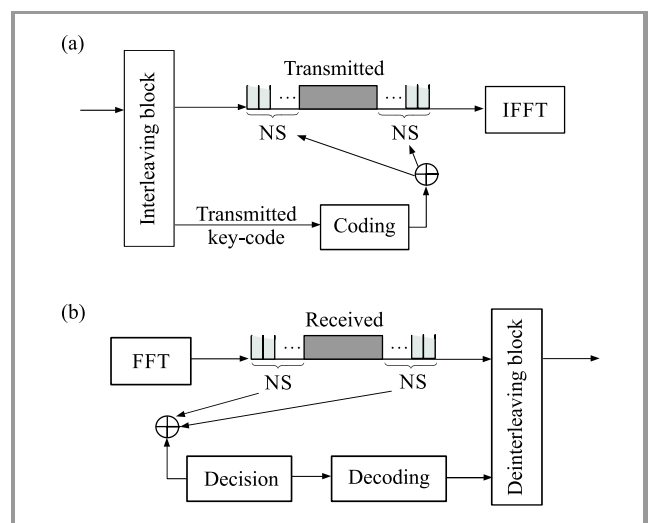 (a)
Interleaving block
Transmitted
...
...
NS
NS
IFFT
Transmitted
key-code
Coding
(b)
FFT
Received
...
...
NS
NS
Decision
Decoding
Deinterleaving block